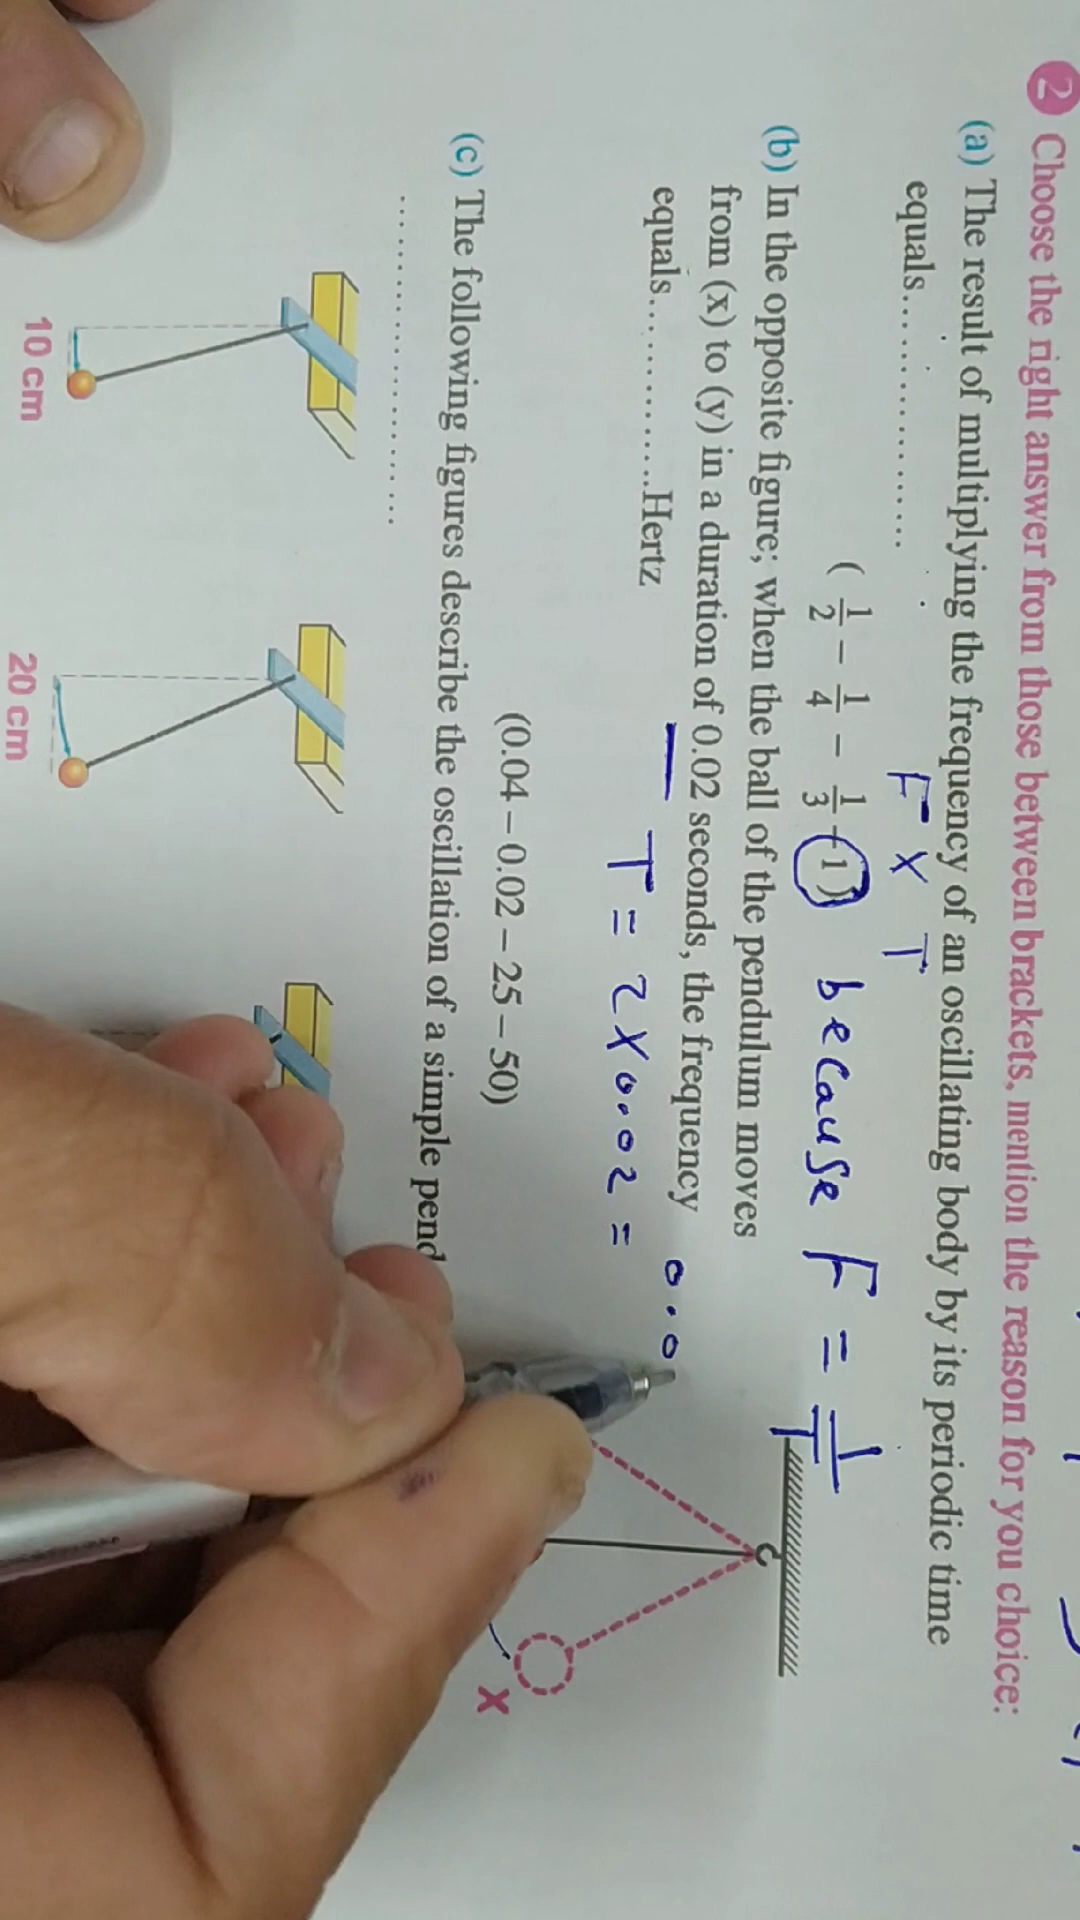 2 Choose the right answer from those between brackets, mention the reason for you choice:
(a) The result of multiplying the frequency of an oscillating body by its periodic time
equals................
F X T
( 1/2 – 1/4 – 1/3 – 1 ) because F = 1/T
(b) In the opposite figure; when the ball of the pendulum moves
from (x) to (y) in a duration of 0.02 seconds, the frequency
equals................Hertz
T = 2X0.02 = 0.0
(0.04 – 0.02 – 25 – 50)
X
(c) The following figures describe the oscillation of a simple
........................
10 cm
20 cm